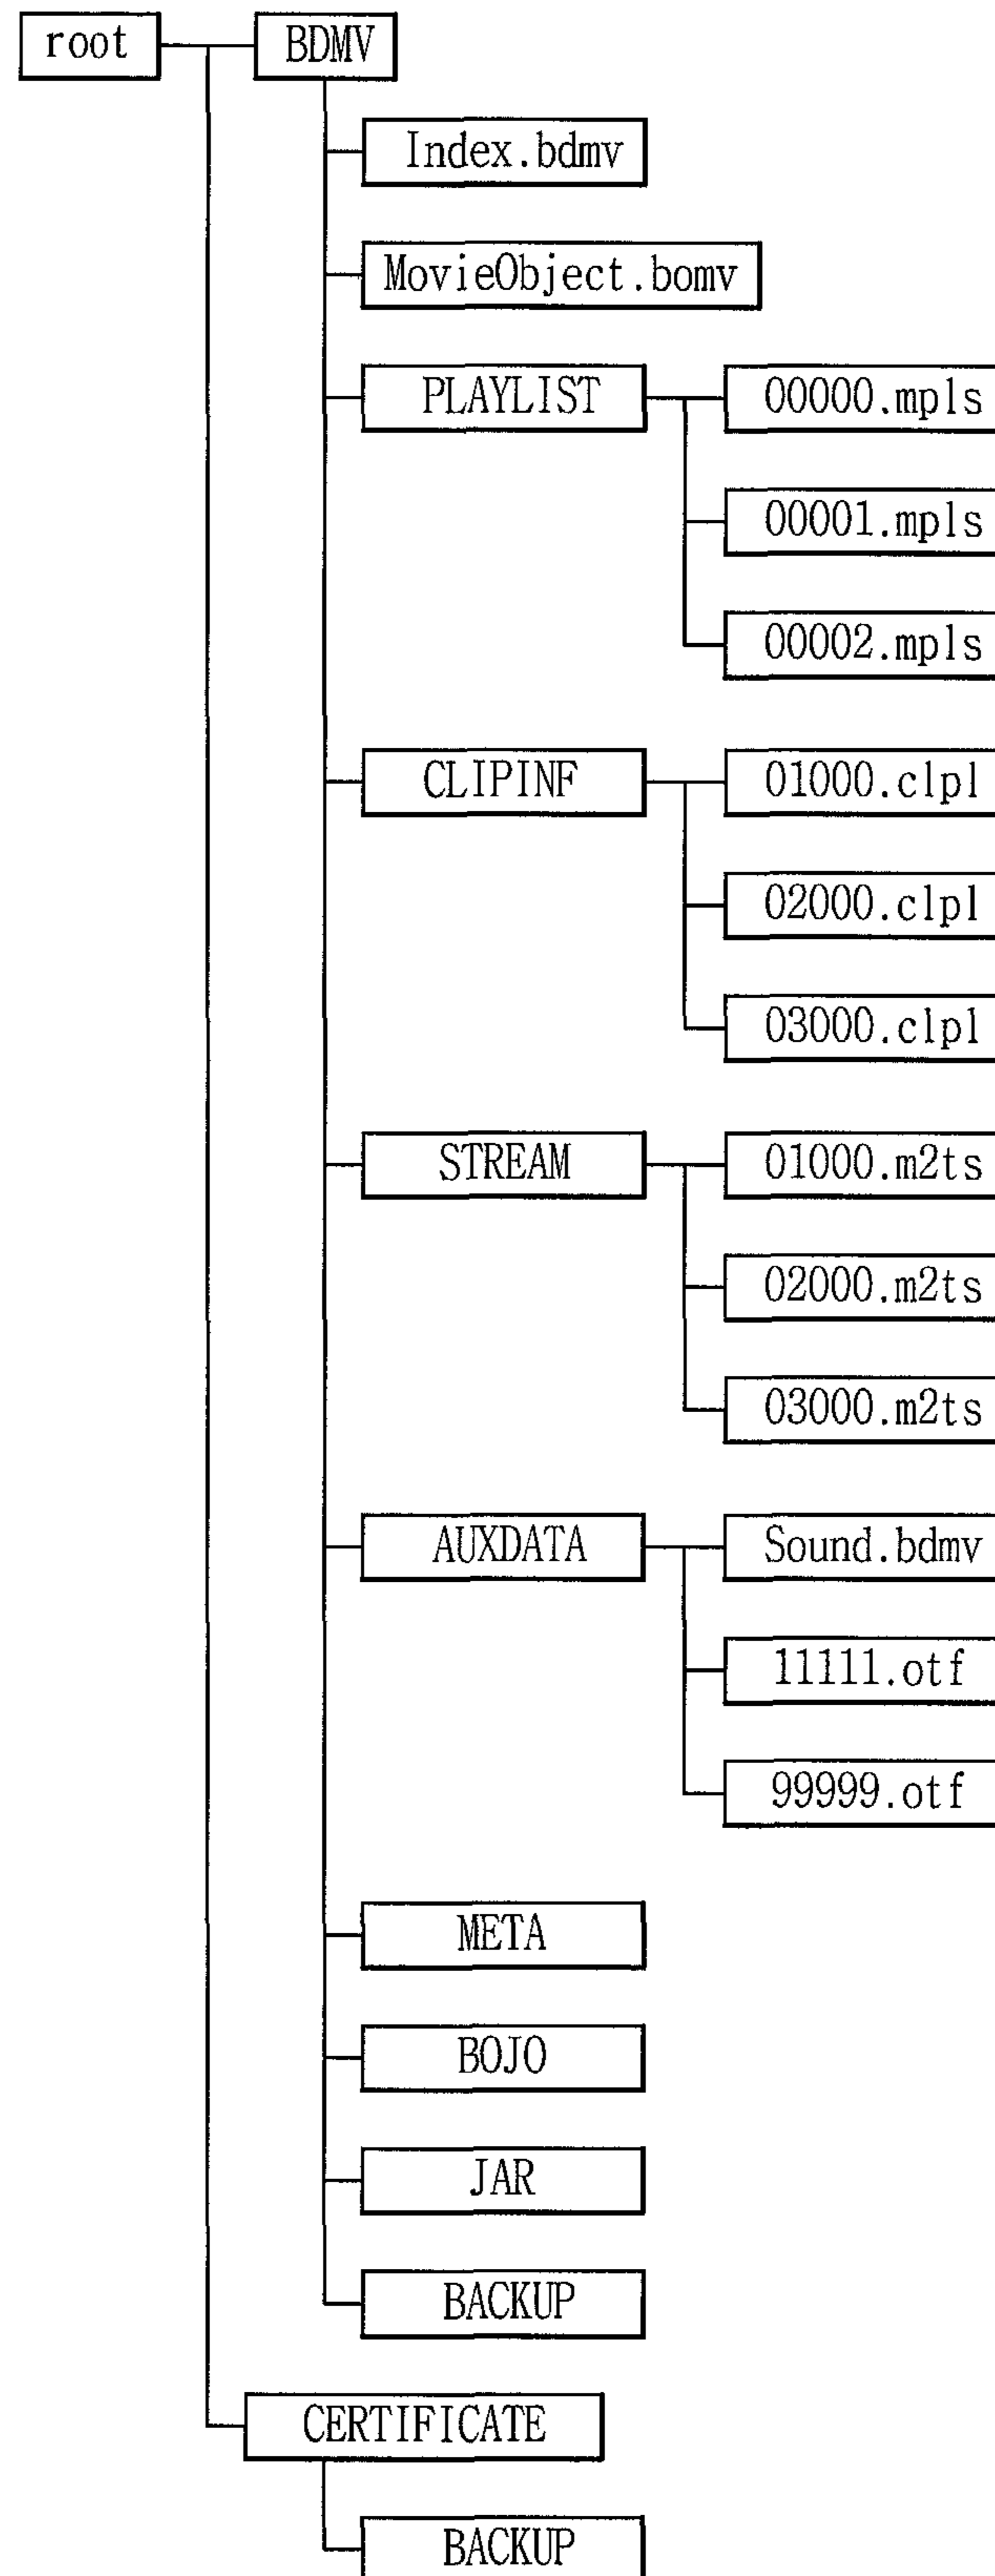 root BDMV
Index.bdmv
MovieObject.bomv
PLAYLIST 00000.mpls
00001.mpls
00002.mpls
CLIPINF 01000.clpl
02000.clpl
03000.clpl
STREAM 01000.m2ts
02000.m2ts
03000.m2ts
AUXDATA Sound.bdmv
11111.otf
99999.otf
META
BOJO
JAR
BACKUP
CERTIFICATE
BACKUP